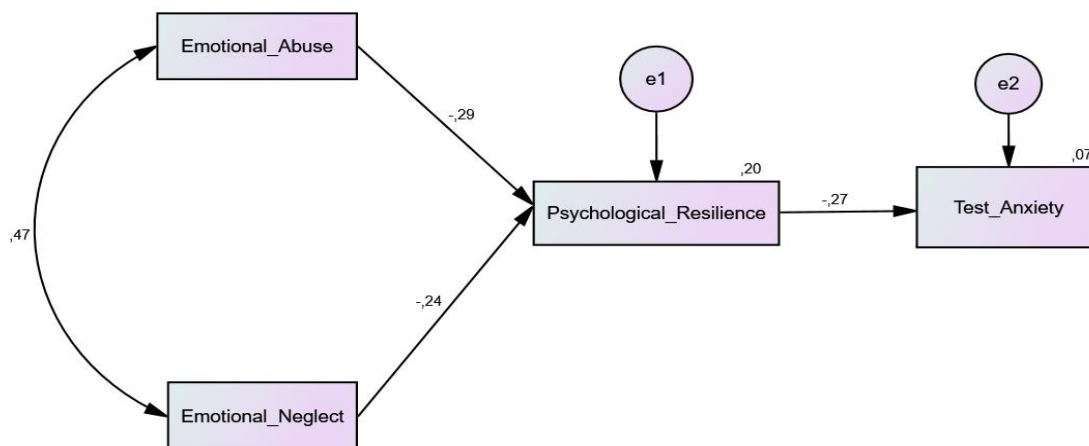 Emotional_Abuse
e1
e2
-,29
,20
,07
Psychological_Resilience
-,27
Test_Anxiety
,47
-,24
Emotional_Neglect